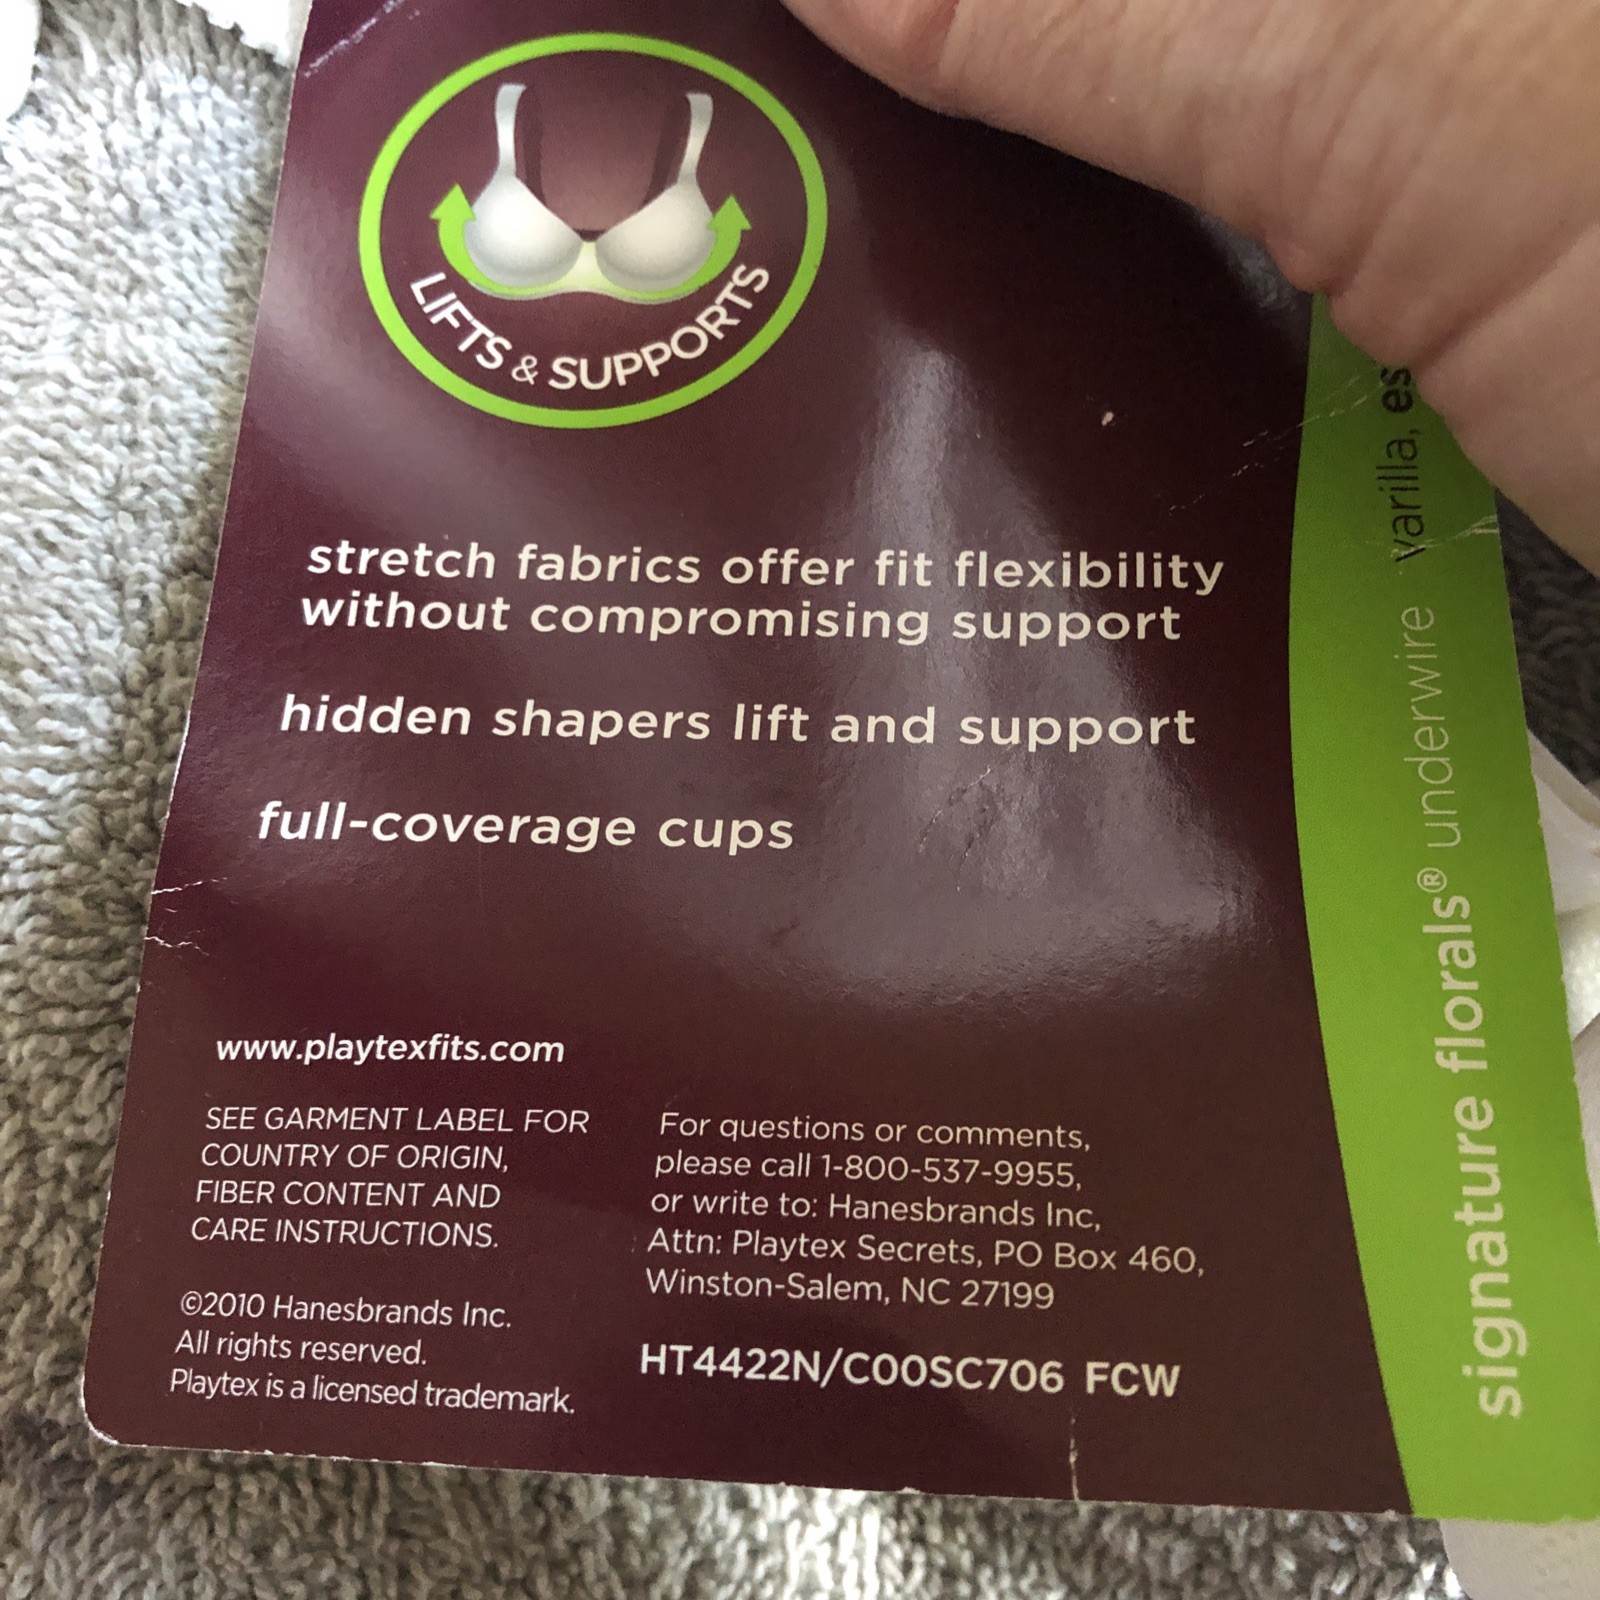 LIFTS & SUPPORTS
stretch fabrics offer fit flexibility
without compromising support
hidden shapers lift and support
full-coverage cups
www.playtexfits.com
SEE GARMENT LABEL FOR
COUNTRY OF ORIGIN,
FIBER CONTENT AND
CARE INSTRUCTIONS.
©2010 Hanesbrands Inc.
All rights reserved.
Playtex is a licensed trademark.
For questions or comments,
please call 1-800-537-9955,
or write to: Hanesbrands Inc,
Attn: Playtex Secrets, PO Box 460,
Winston-Salem, NC 27199
HT4422N/C00SC706 FCW
signature florals® underwire varilla,